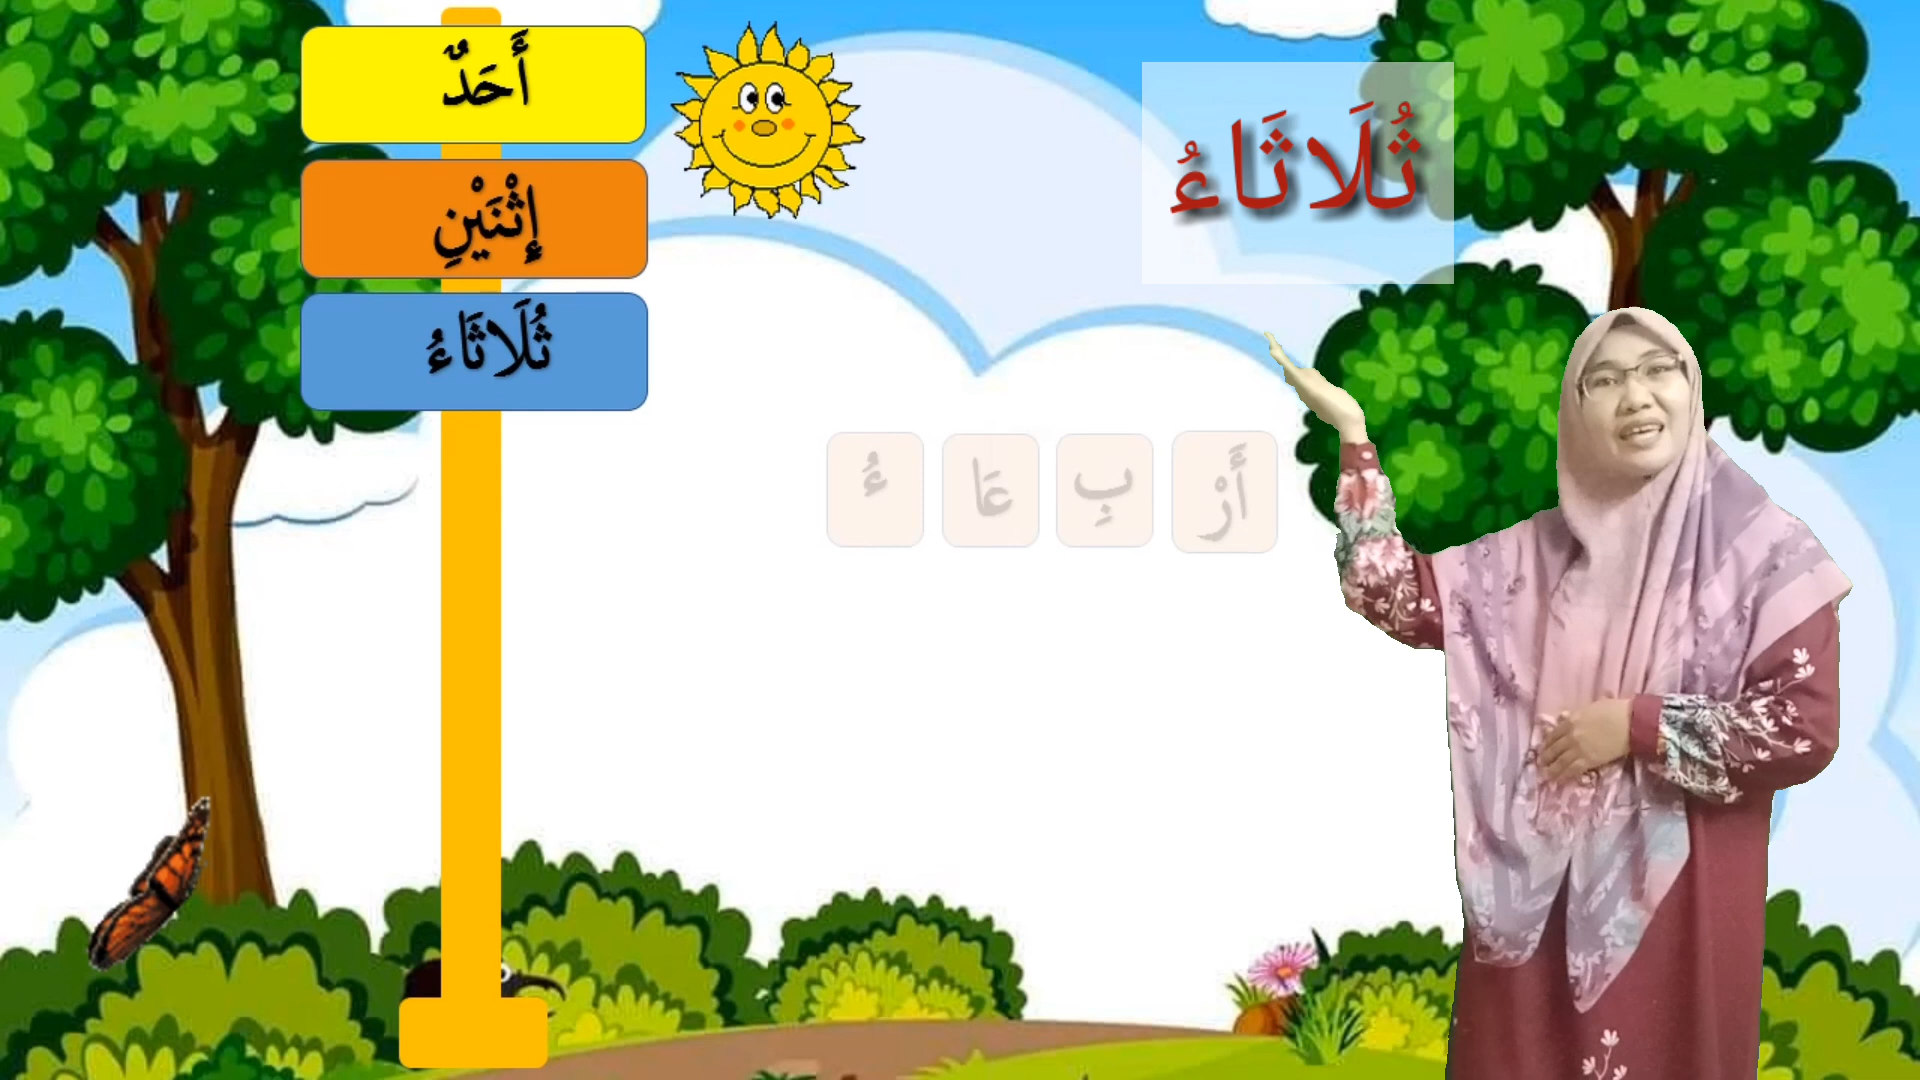 أَحَدٌ
إِثْنَيْنِ
ثُلَاثَاءُ
ثُلَاثَاءُ
أَرْ بِ عَا ءُ